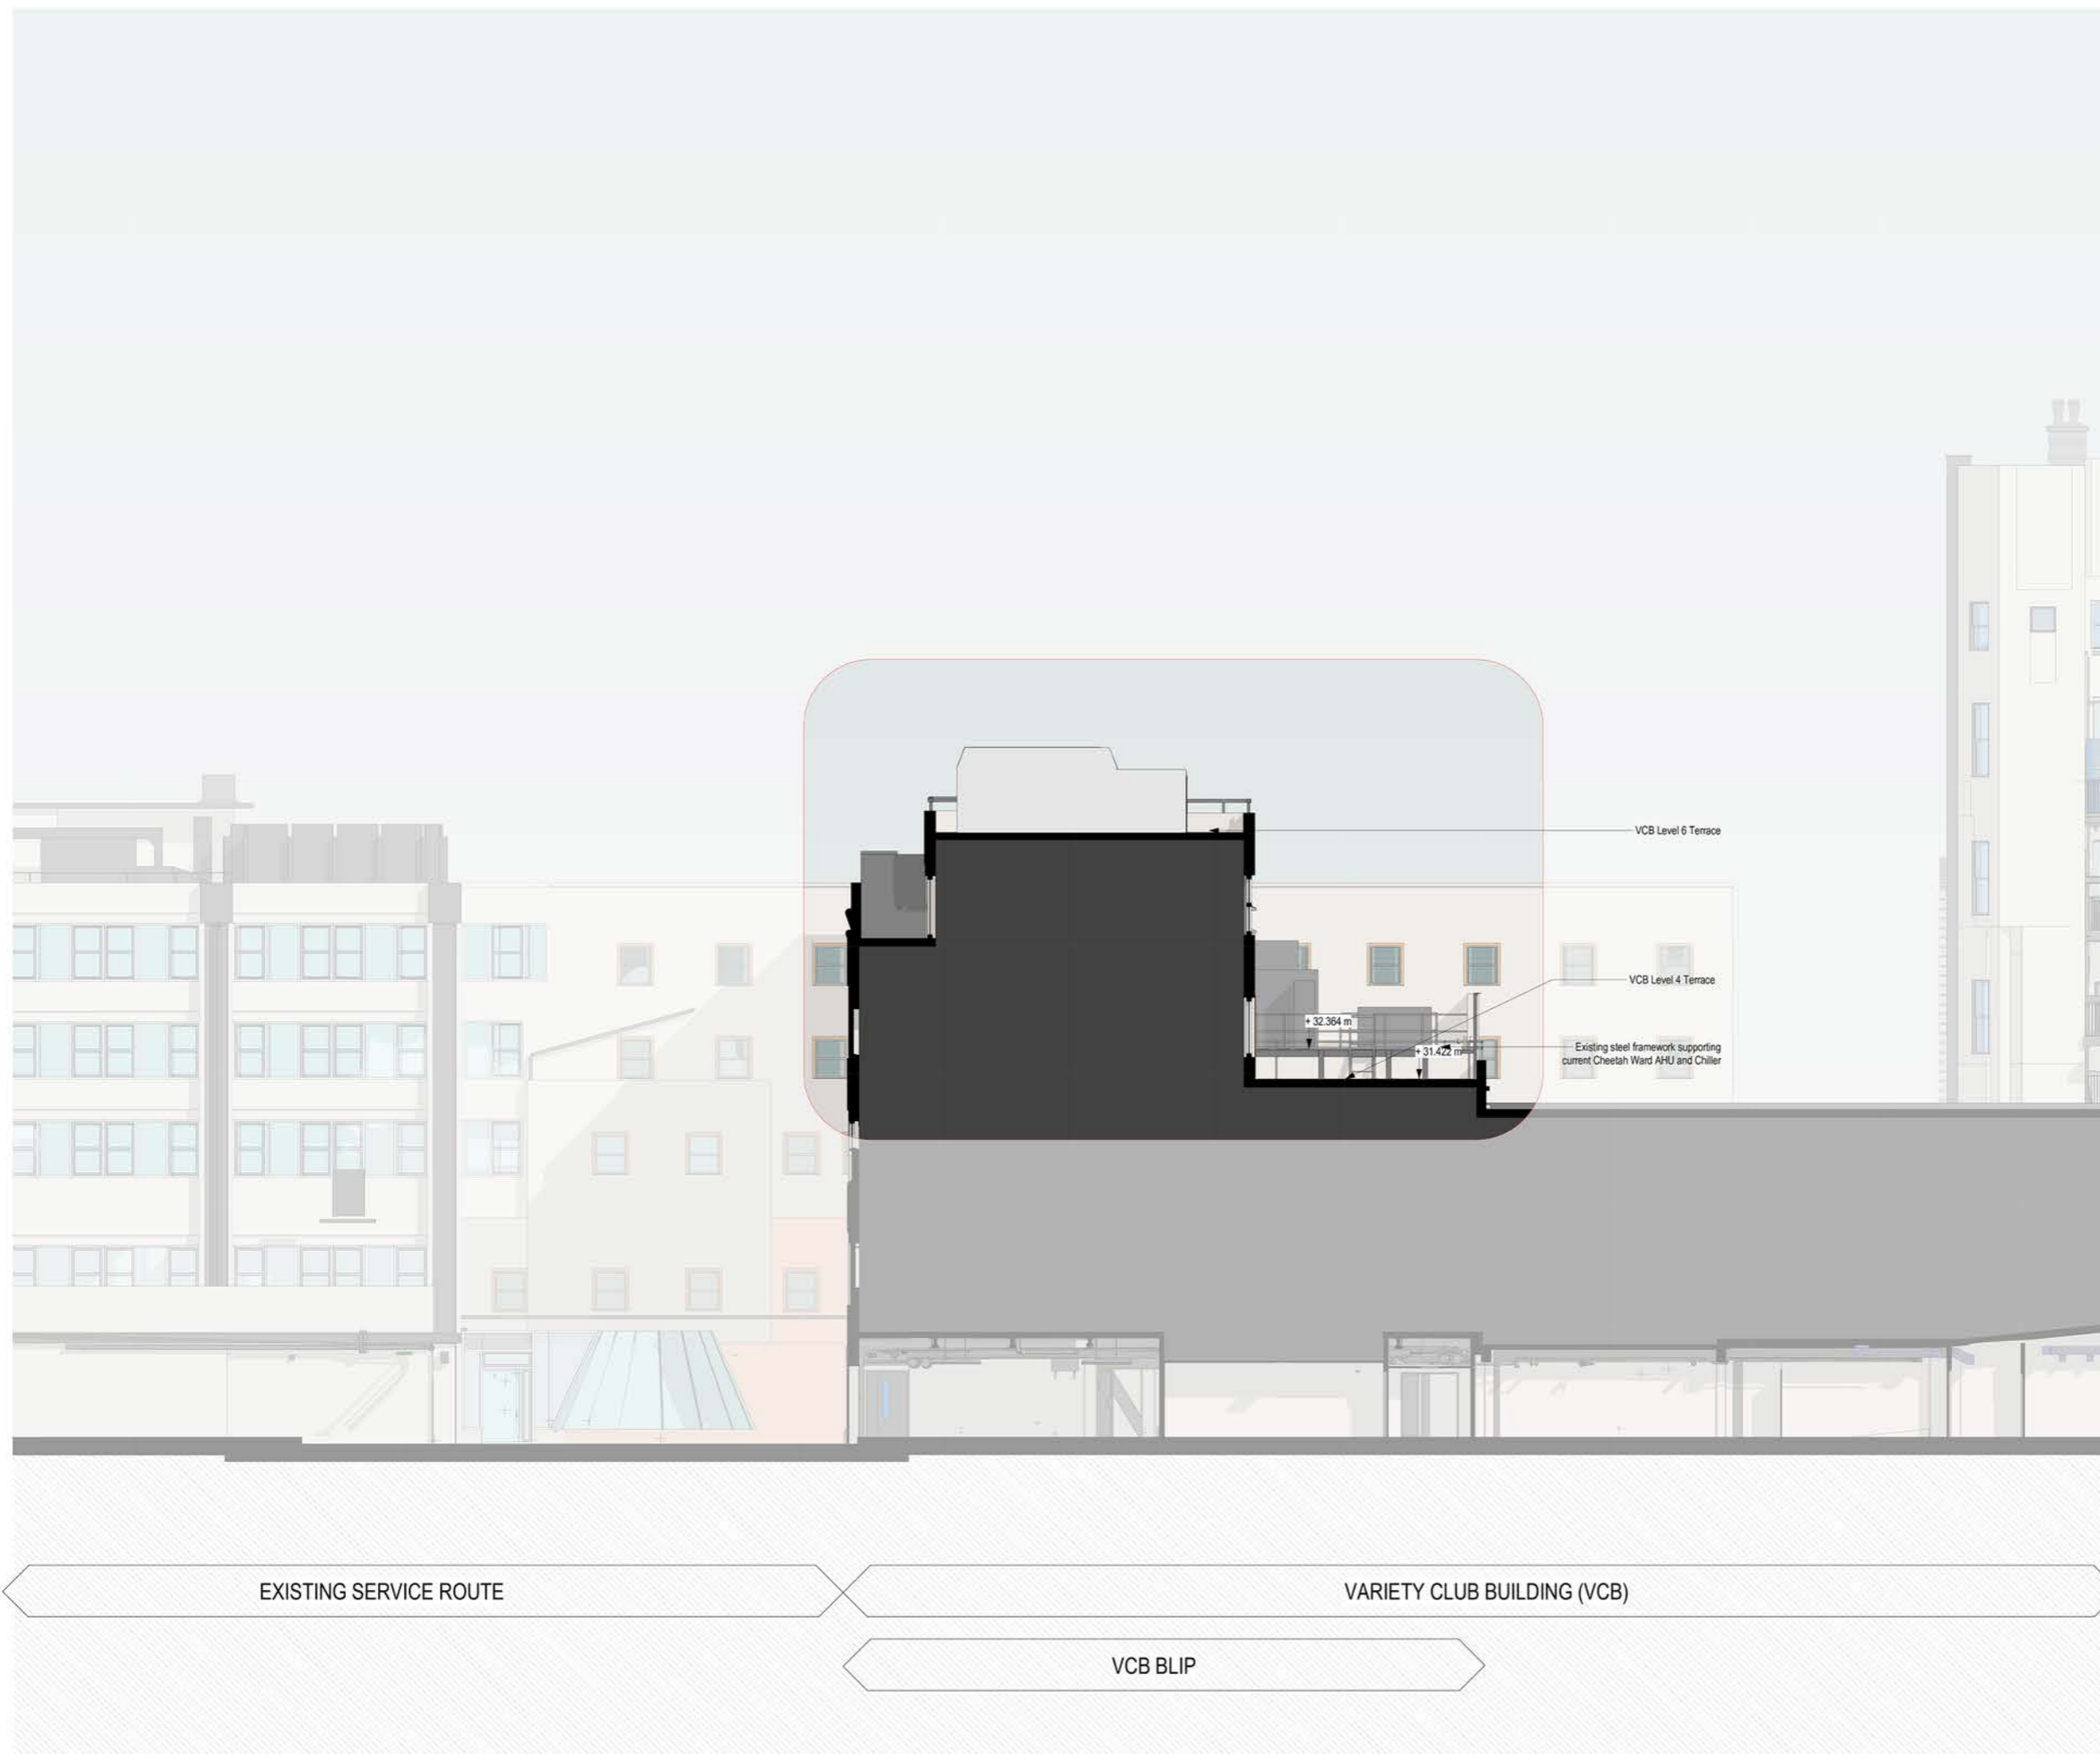 VCB Level 6 Terrace
VCB Level 4 Terrace
+ 32.364 m
+ 31.422 m
Existing steel framework supporting
current Cheetah Ward AHU and Chiller
EXISTING SERVICE ROUTE
VARIETY CLUB BUILDING (VCB)
VCB BLIP